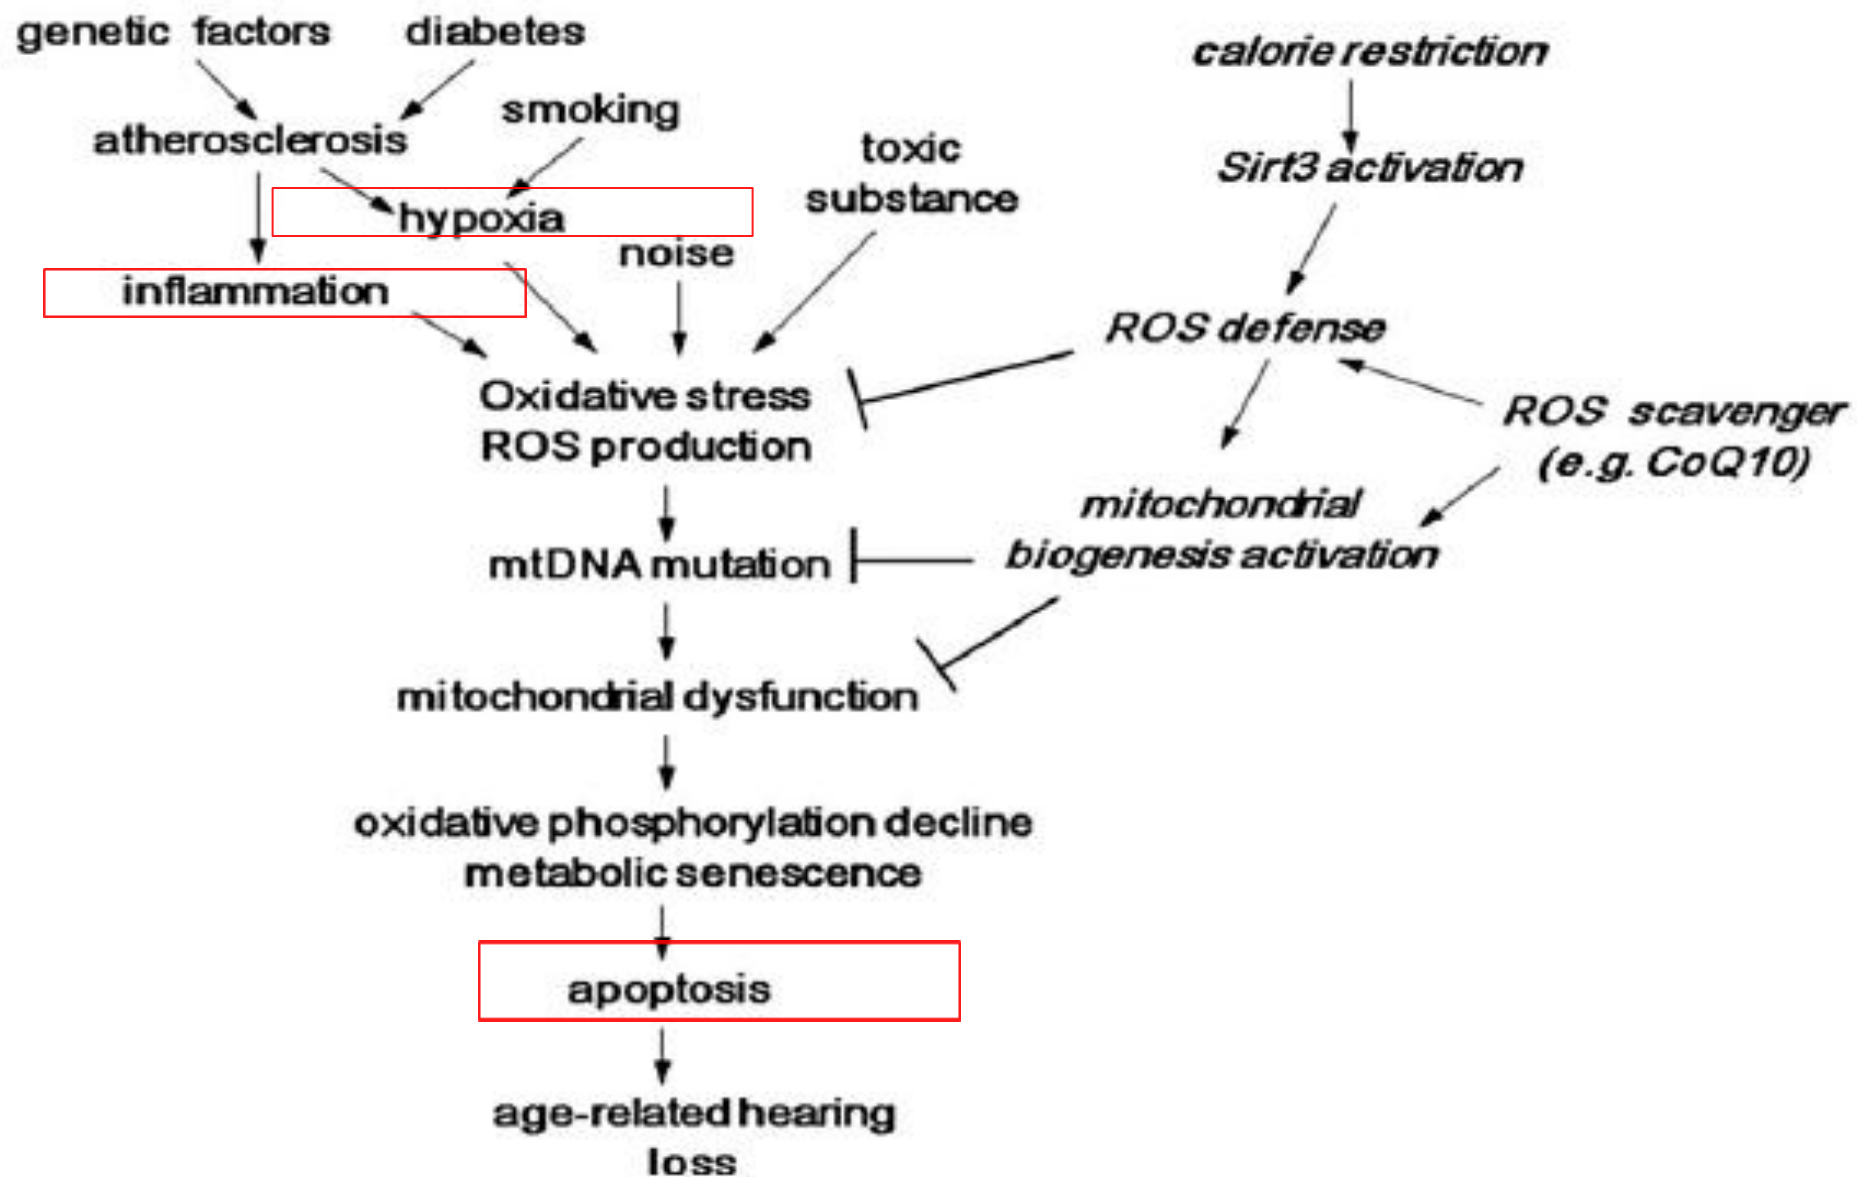 genetic factors
diabetes
calorie restriction
smoking
atherosclerosis
toxic
substance
Sirt3 activation
hypoxia
noise
inflammation
ROS defense
Oxidative stress
ROS production
ROS scavenger
(e.g. CoQ10)
mitochondrial
biogenesis activation
mtDNA mutation
mitochondrial dysfunction
oxidative phosphorylation decline
metabolic senescence
apoptosis
age-related hearing
loss